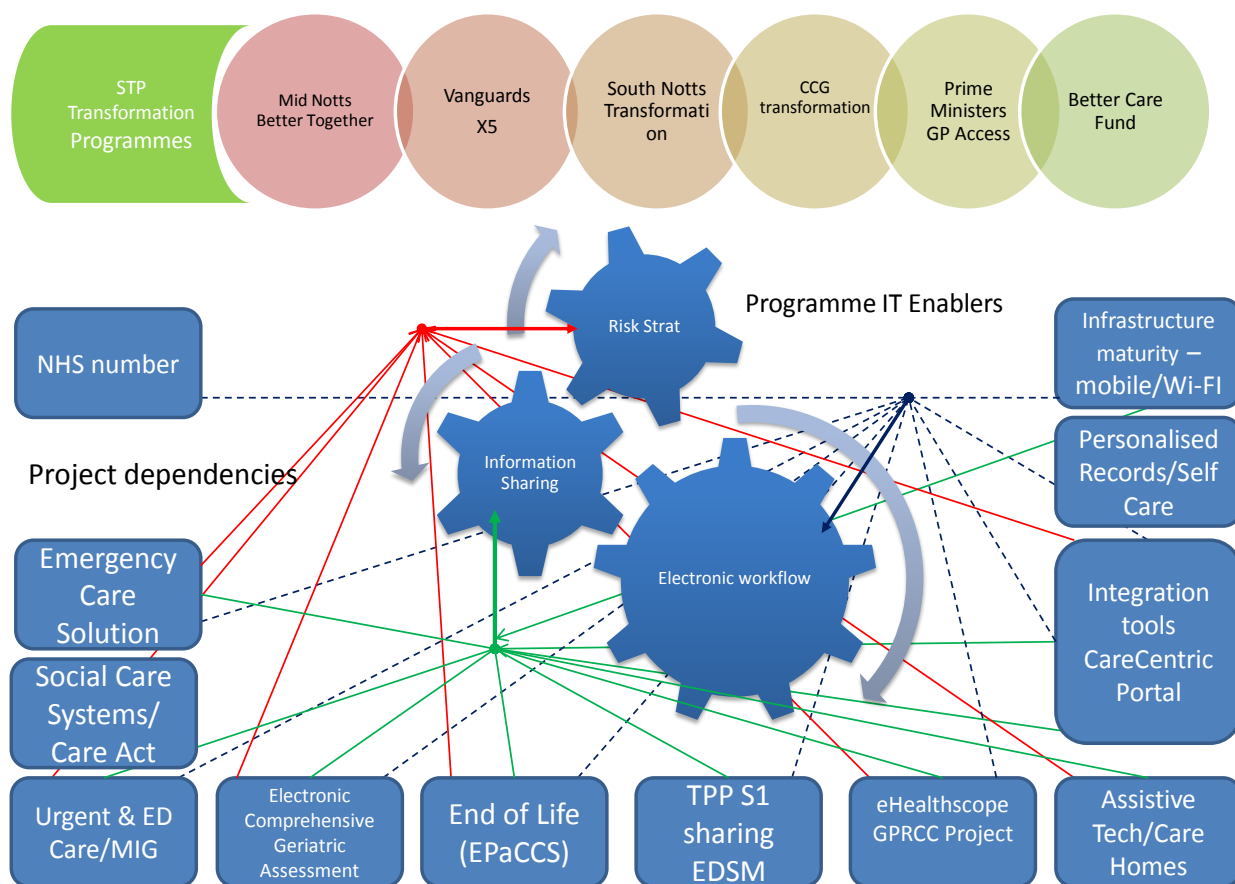 STP
Transformation
Programmes
Mid Notts
Better Together
Vanguards
X5
South Notts
Transformati
on
CCG
transformation
Prime
Ministers
GP Access
Better Care
Fund
Risk Strat
Programme IT Enablers
NHS number
Infrastructure
maturity –
mobile/Wi-FI
Project dependencies
Information
Sharing
Personalised
Records/Self
Care
Emergency
Care
Solution
Electronic workflow
Integration
tools
CareCentric
Portal
Social Care
Systems/
Care Act
Urgent & ED
Care/MIG
Electronic
Comprehensive
Geriatric
Assessment
End of Life
(EPaCCS)
TPP S1
sharing
EDSM
eHealthscope
GPRCC Project
Assistive
Tech/Care
Homes